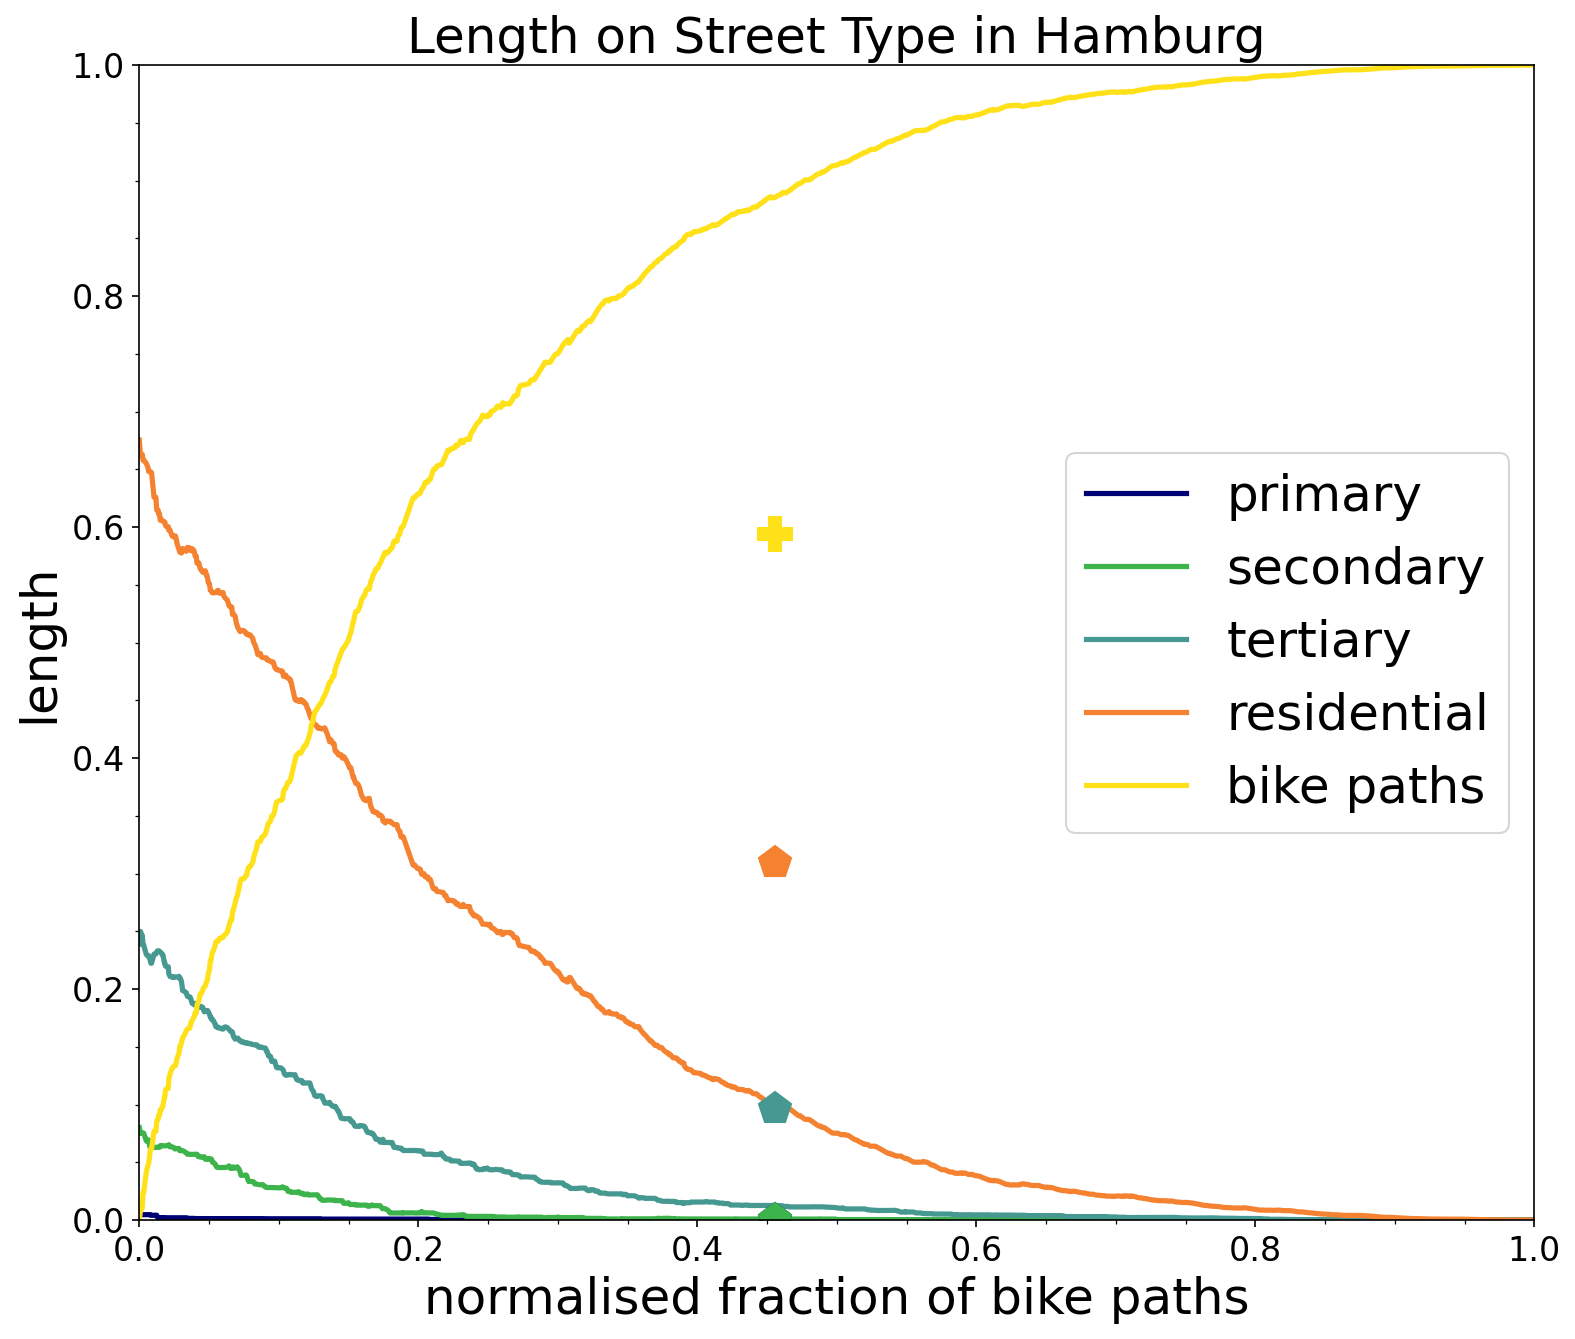 Length on Street Type in Hamburg
1.0
0.8
0.6
0.4
0.2
0.0
length
primary
secondary
tertiary
residential
bike paths
0.0 0.2 0.4 0.6 0.8 1.0
normalised fraction of bike paths